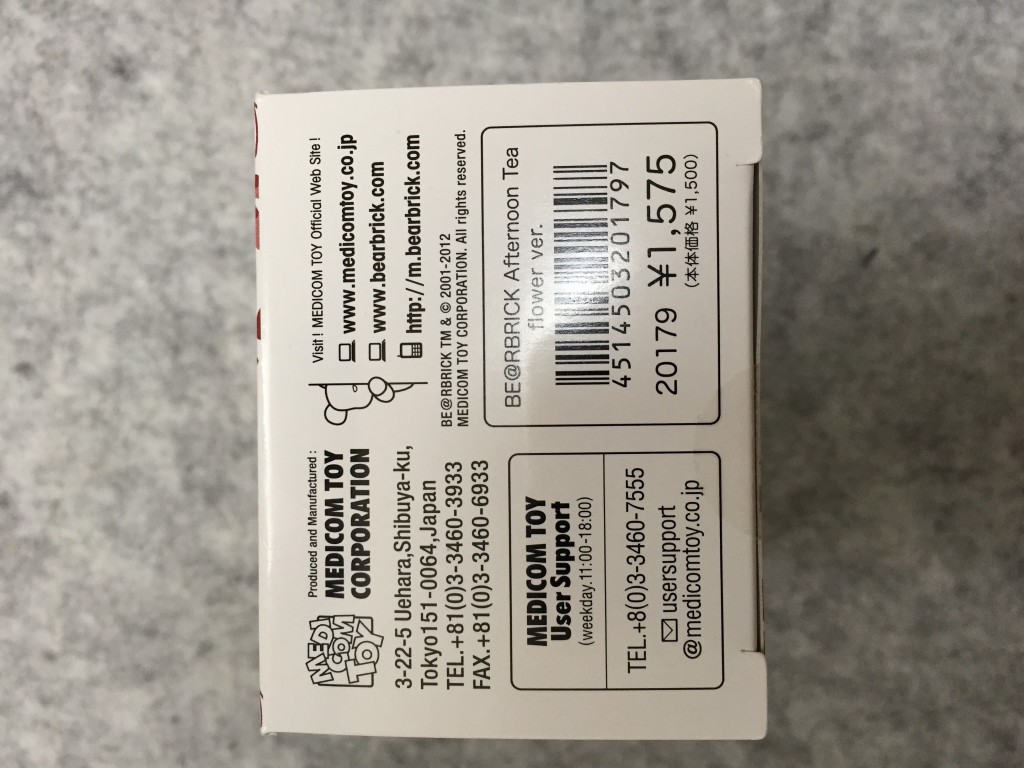 MEDI
COM
TOY
Produced and Manufactured :
MEDICOM TOY
CORPORATION
3-22-5 Uehara,Shibuya-ku,
Tokyo151-0064,Japan
TEL.+81(0)3-3460-3933
FAX.+81(0)3-3460-6933
MEDICOM TOY
User Support
(weekday.11:00-18:00)
TEL.+8(0)3-3460-7555
usersupport
@medicomtoy.co.jp
Visit ! MEDICOM TOY Official Web Site !
www.medicomtoy.co.jp
www.bearbrick.com
http://m.bearbrick.com
BE@RBRICK TM & © 2001-2012
MEDICOM TOY CORPORATION. All rights reserved.
BE@RBRICK Afternoon Tea
flower ver.
4514503201797
20179 ¥1,575
(本体価格 ¥1,500)